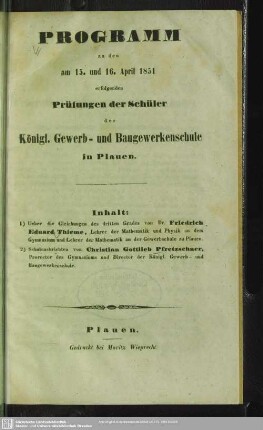 PROGRAMM
zu den
am 15. und 16. April 1851
erfolgenden
Prüfungen der Schüler
der
Königl. Gewerb- und Baugewerkenschule
in Plauen.
Inhalt:
1) Ueber die Gleichungen des dritten Grades von Dr. Friedrich
Eduard Thieme, Lehrer der Mathematik und Physik an dem
Gymnasium und Lehrer der Mathematik an der Gewerbschule zu Plauen.
2) Schulnachrichten von Christian Gottlieb Pfretzschner,
Prorector des Gymnasiums und Director der Königl. Gewerb- und
Baugewerkenschule.
Plauen.
Gedruckt bei Moritz Wieprecht.